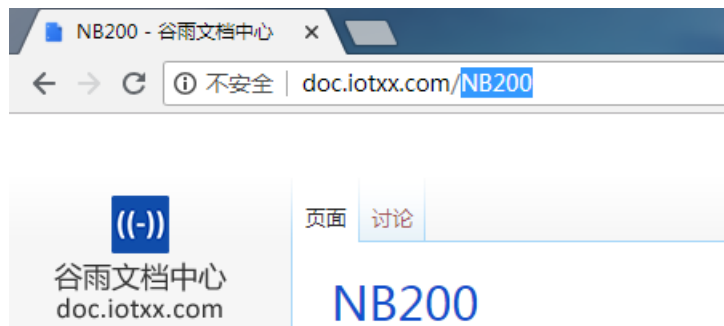 NB200 - 谷雨文档中心
不安全 doc.iotxx.com/NB200
页面 讨论
谷雨文档中心
doc.iotxx.com
NB200